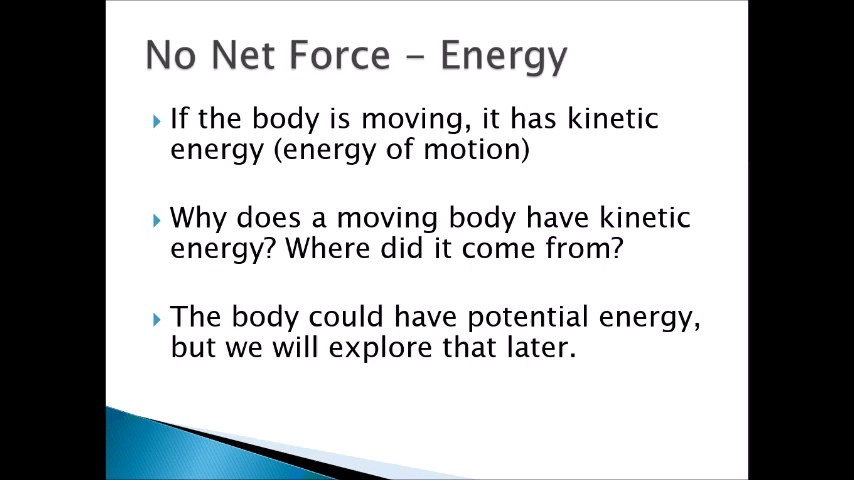 No Net Force – Energy
If the body is moving, it has kinetic
energy (energy of motion)
Why does a moving body have kinetic
energy? Where did it come from?
The body could have potential energy,
but we will explore that later.